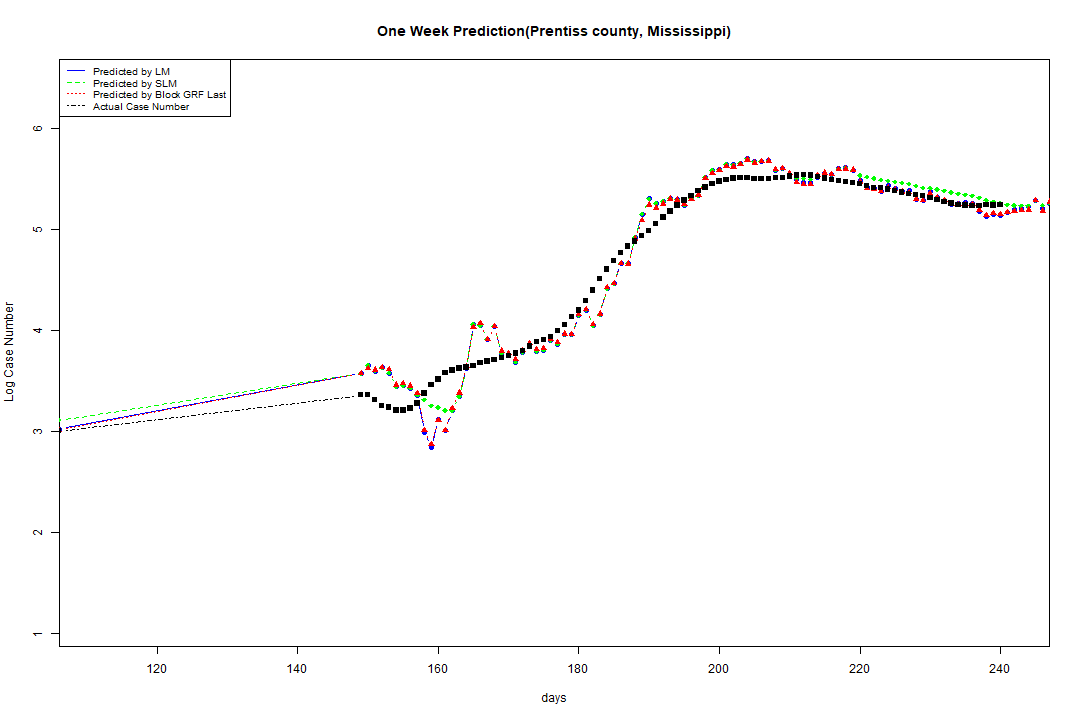 One Week Prediction(Prentiss county, Mississippi)
Predicted by LM
Predicted by SLM
Predicted by Block GRF Last
Actual Case Number
Log Case Number
6
5
4
3
2
1
120 140 160 180 200 220 240
days